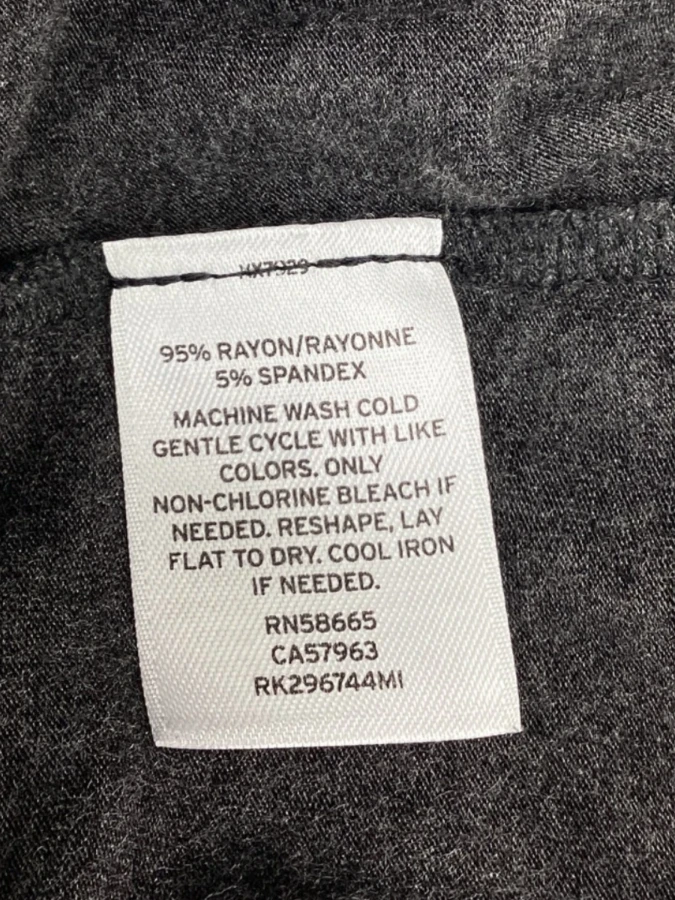 95% RAYON/RAYONNE
5% SPANDEX
MACHINE WASH COLD
GENTLE CYCLE WITH LIKE
COLORS. ONLY
NON-CHLORINE BLEACH IF
NEEDED. RESHAPE, LAY
FLAT TO DRY. COOL IRON
IF NEEDED.
RN58665
CA57963
RK296744MI